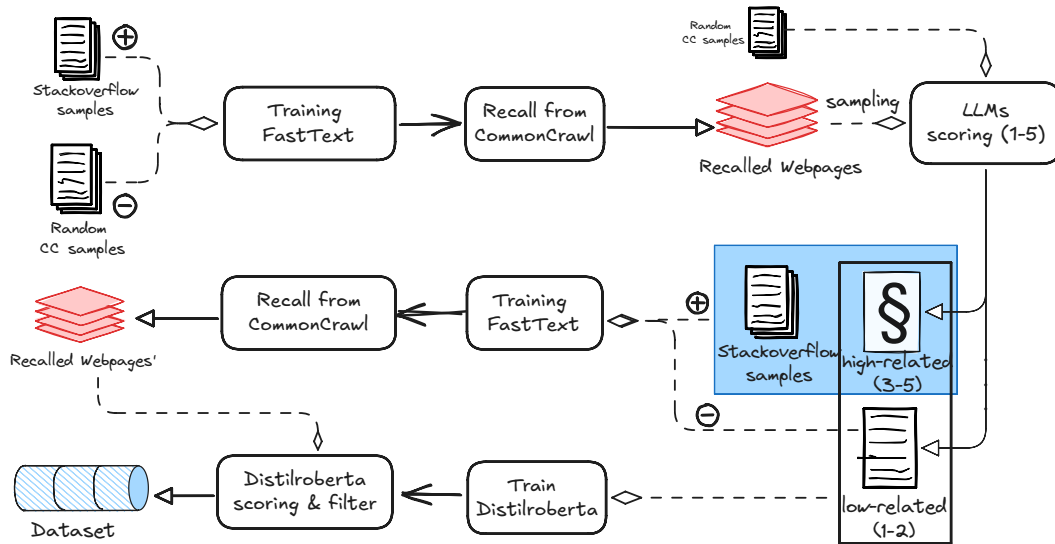 Random
CC samples
Stackoverflow
samples
Training
FastText
Recall from
CommonCrawl
Recalled Webpages
sampling
LLMs
scoring (1-5)
Random
CC samples
Recalled Webpages'
Recall from
CommonCrawl
Training
FastText
Stackoverflow
samples
§
high-related
(3-5)
Dataset
Distilroberta
scoring & filter
Train
Distilroberta
low-related
(1-2)